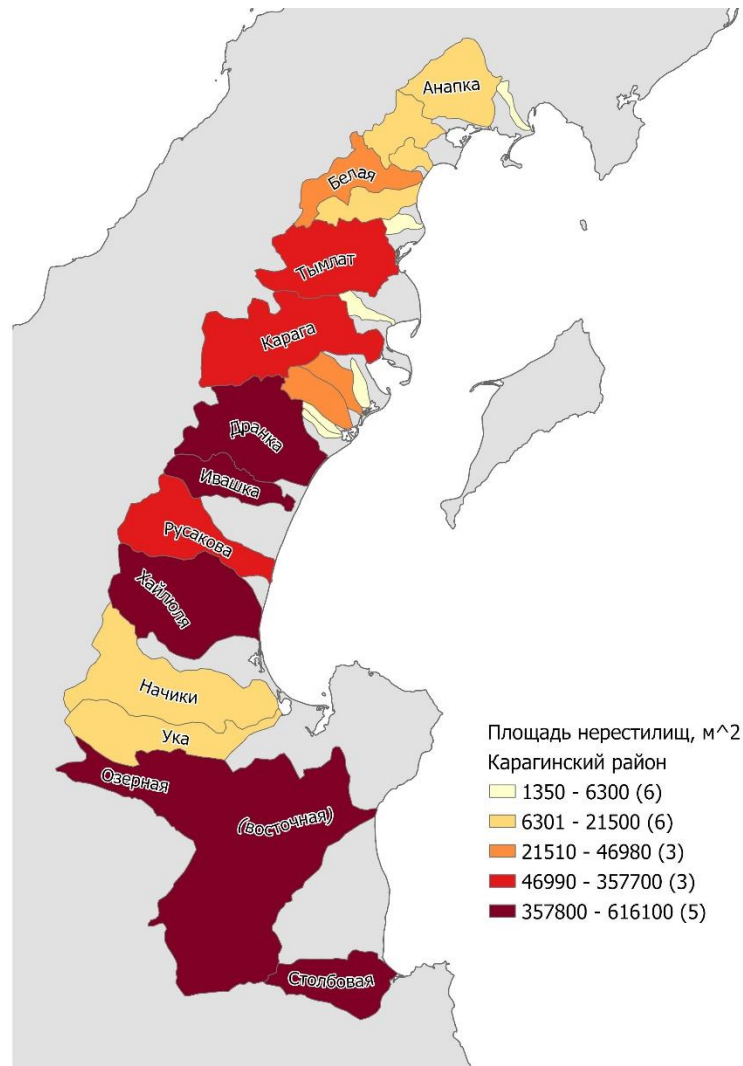 Анапка
Белая
Тымлат
Карага
Дранка
Ивашка
Русакова
Хайлюля
Начики
Ука
Озерная
(восточная)
Столбовая
Площадь нерестилищ, м^2
Карагинский район
1350 - 6300 (6)
6301 - 21500 (6)
21510 - 46980 (3)
46990 - 357700 (3)
357800 - 616100 (5)